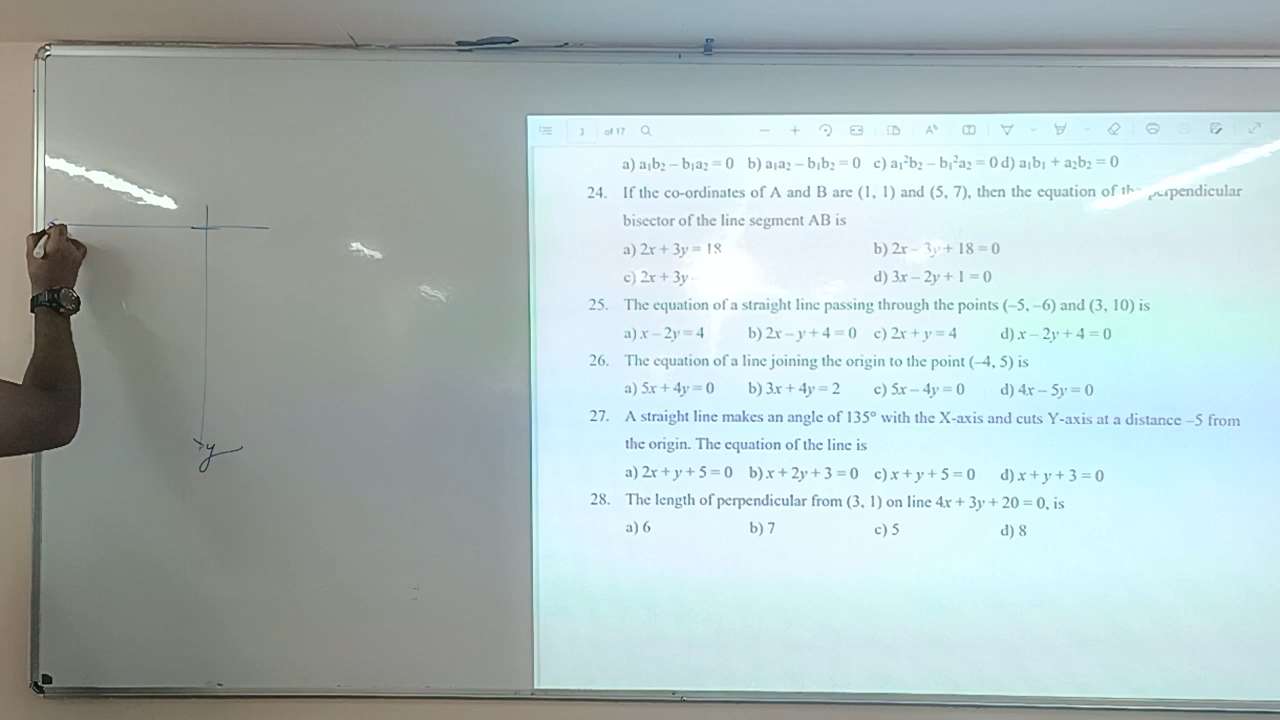 3 of 17
a) a₁b₂ – b₁a₂ = 0 b) a₁a₂ – b₁b₂ = 0 c) a₁²b₂ – b₁²a₂ = 0 d) a₁b₁ + a₂b₂ = 0
24. If the co-ordinates of A and B are (1, 1) and (5, 7), then the equation of the perpendicular
bisector of the line segment AB is
a) 2x + 3y = 18 b) 2x – 3y + 18 = 0
c) 2x + 3y d) 3x – 2y + 1 = 0
25. The equation of a straight line passing through the points (–5, –6) and (3, 10) is
a) x – 2y = 4 b) 2x – y + 4 = 0 c) 2x + y = 4 d) x – 2y + 4 = 0
26. The equation of a line joining the origin to the point (–4, 5) is
a) 5x + 4y = 0 b) 3x + 4y = 2 c) 5x – 4y = 0 d) 4x – 5y = 0
27. A straight line makes an angle of 135° with the X-axis and cuts Y-axis at a distance –5 from
the origin. The equation of the line is
a) 2x + y + 5 = 0 b) x + 2y + 3 = 0 c) x + y + 5 = 0 d) x + y + 3 = 0
28. The length of perpendicular from (3, 1) on line 4x + 3y + 20 = 0, is
a) 6 b) 7 c) 5 d) 8
y